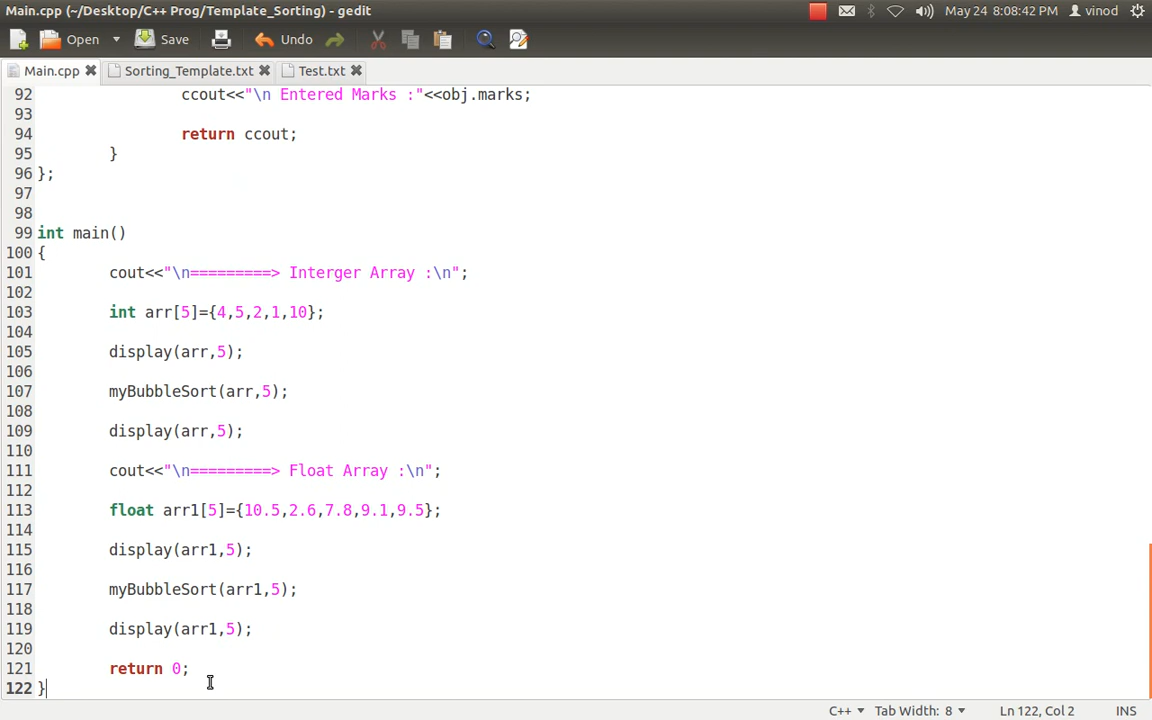 Main.cpp (~/Desktop/C++ Prog/Template_Sorting) - gedit
May 24 8:08:42 PM vinod
Open Save Undo
Main.cpp Sorting_Template.txt Test.txt
92 ccout<<"\n Entered Marks :"<<obj.marks;
93
94 return ccout;
95 }
96 };
97
98
99 int main()
100 {
101 cout<<"\n=========> Interger Array :\n";
102
103 int arr[5]={4,5,2,1,10};
104
105 display(arr,5);
106
107 myBubbleSort(arr,5);
108
109 display(arr,5);
110
111 cout<<"\n=========> Float Array :\n";
112
113 float arr1[5]={10.5,2.6,7.8,9.1,9.5};
114
115 display(arr1,5);
116
117 myBubbleSort(arr1,5);
118
119 display(arr1,5);
120
121 return 0;
122 }
C++ Tab Width: 8 Ln 122, Col 2 INS